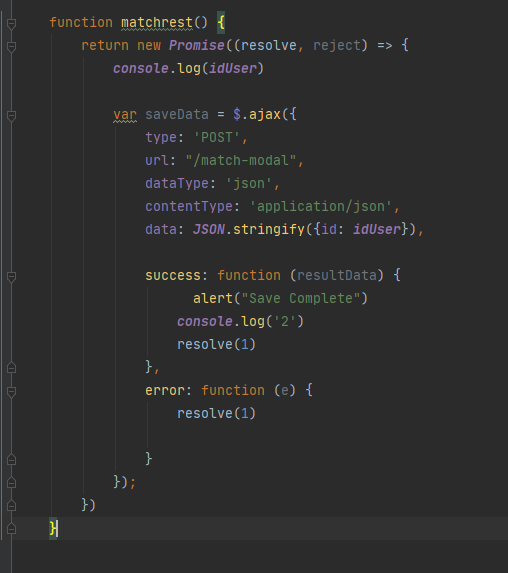 function matchrest() {
return new Promise((resolve, reject) => {
console.log(idUser)
var saveData = $.ajax({
type: 'POST',
url: "/match-modal",
dataType: 'json',
contentType: 'application/json',
data: JSON.stringify({id: idUser}),
success: function (resultData) {
alert("Save Complete")
console.log('2')
resolve(1)
},
error: function (e) {
resolve(1)
}
});
})
}